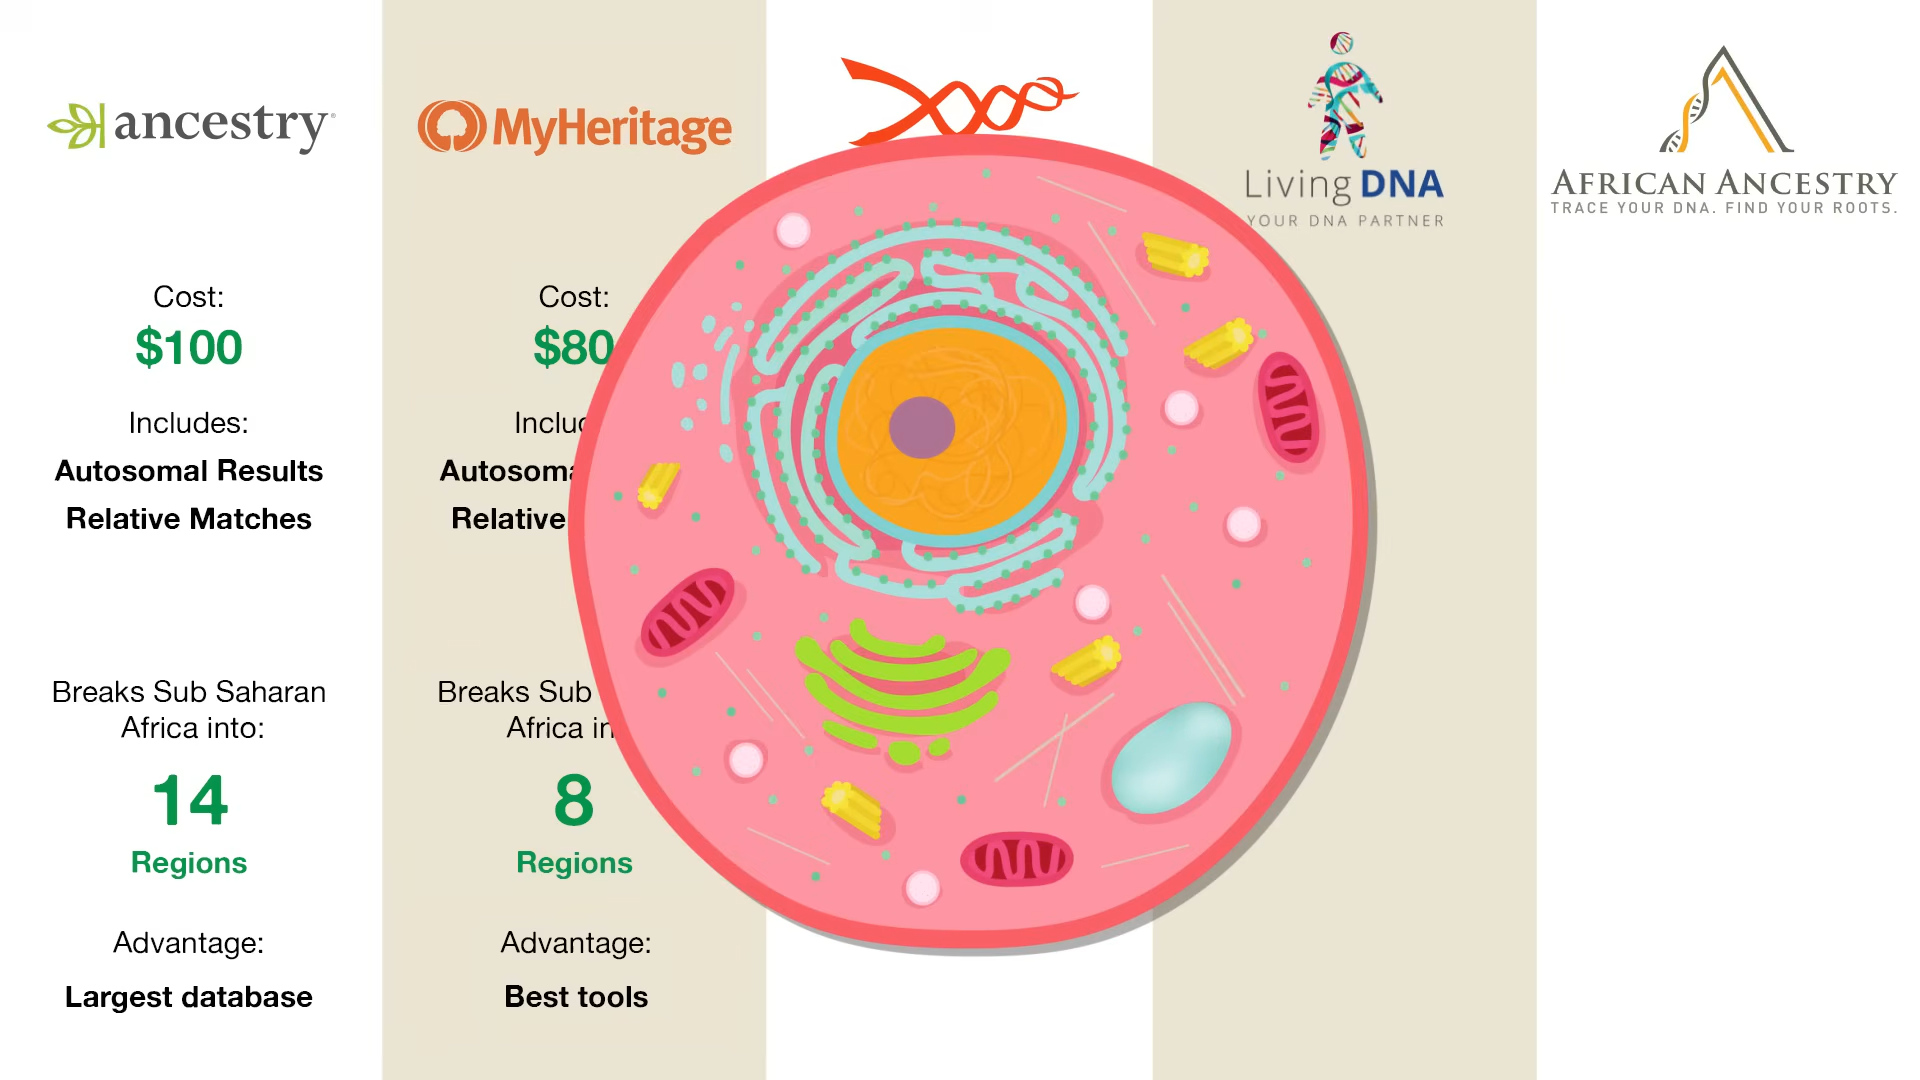 ancestry
Cost:
$100
Includes:
Autosomal Results
Relative Matches
Breaks Sub Saharan
Africa into:
14
Regions
Advantage:
Largest database
MyHeritage
Cost:
$80
Relative
Breaks Sub
Africa
8
Regions
Advantage:
Best tools
Living DNA
YOUR DNA PARTNER
AFRICAN ANCESTRY
TRACE YOUR DNA. FIND YOUR ROOTS.